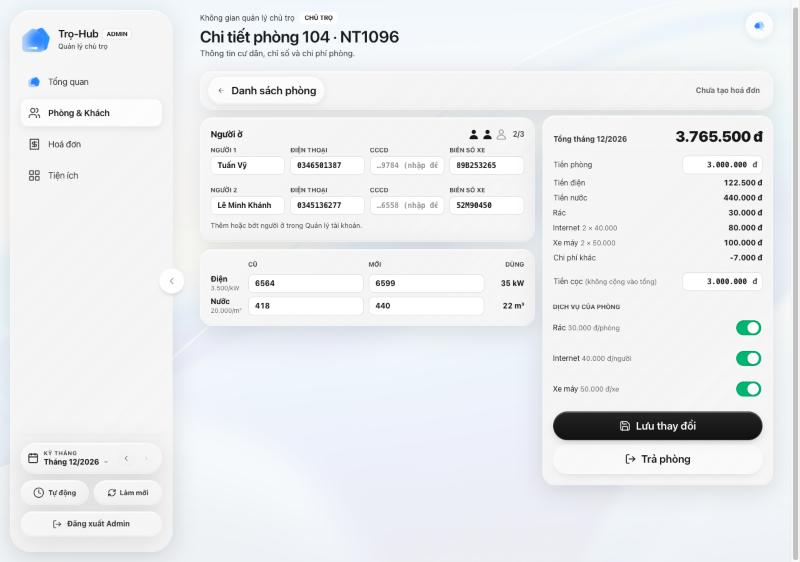 Trọ-Hub ADMIN
Quản lý chủ trọ
Tổng quan
Phòng & Khách
Hoá đơn
Tiện ích
KỲ THÁNG
Tháng 12/2026
Tự động
Làm mới
Đăng xuất Admin
Không gian quản lý chủ trọ CHỦ TRỌ
Chi tiết phòng 104 · NT1096
Thông tin cư dân, chỉ số và chi phí phòng.
← Danh sách phòng
Chưa tạo hoá đơn
Người ở 2/3
NGƯỜI 1 ĐIỆN THOẠI CCCD BIỂN SỐ XE
Tuấn Vỹ 0346501387 …9784 (nhập để 89B253265
NGƯỜI 2 ĐIỆN THOẠI CCCD BIỂN SỐ XE
Lê Minh Khánh 0345136277 …6558 (nhập để 52M90450
Thêm hoặc bớt người ở trong Quản lý tài khoản.
CŨ MỚI DÙNG
Điện 6564 6599 35 kW
3.500/kW
Nước 418 440 22 m³
20.000/m³
Tổng tháng 12/2026 3.765.500 đ
Tiền phòng 3.000.000 đ
Tiền điện 122.500 đ
Tiền nước 440.000 đ
Rác 30.000 đ
Internet 2 × 40.000 80.000 đ
Xe máy 2 × 50.000 100.000 đ
Chi phí khác -7.000 đ
Tiền cọc (không cộng vào tổng) 3.000.000 đ
DỊCH VỤ CỦA PHÒNG
Rác 30.000 đ/phòng
Internet 40.000 đ/người
Xe máy 50.000 đ/xe
Lưu thay đổi
Trả phòng